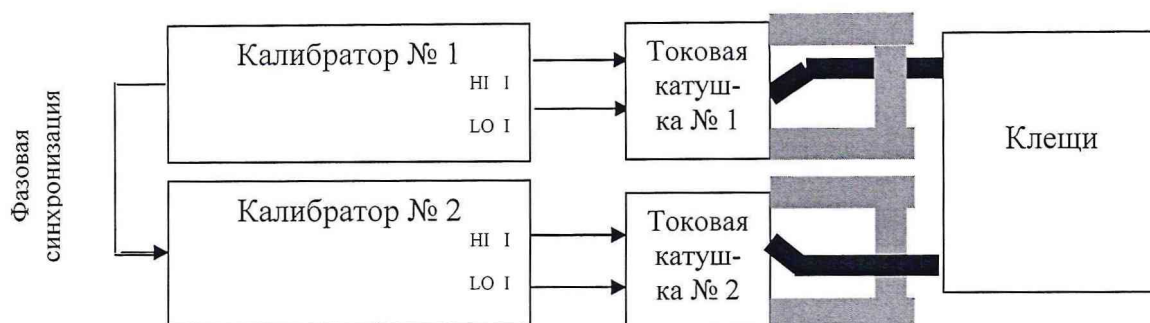 Фазовая
синхронизация
Калибратор № 1
HI I
LO I
Токовая
катуш-
ка № 1
Калибратор № 2
HI I
LO I
Токовая
катуш-
ка № 2
Клещи